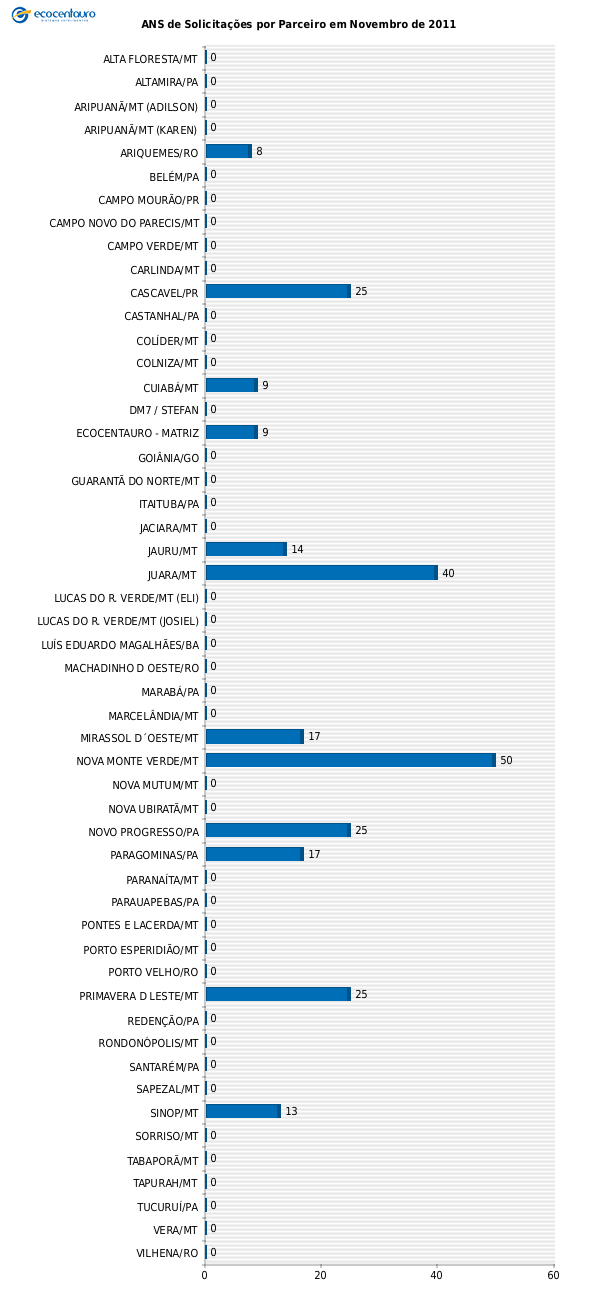 ecocentauro
ANS de Solicitações por Parceiro em Novembro de 2011
ALTA FLORESTA/MT 0
ALTAMIRA/PA 0
ARIPUANÃ/MT (ADILSON) 0
ARIPUANÃ/MT (KAREN) 0
ARIQUEMES/RO 8
BELÉM/PA 0
CAMPO MOURÃO/PR 0
CAMPO NOVO DO PARECIS/MT 0
CAMPO VERDE/MT 0
CARLINDA/MT 0
CASCAVEL/PR 25
CASTANHAL/PA 0
COLÍDER/MT 0
COLNIZA/MT 0
CUIABÁ/MT 9
DM7 / STEFAN 0
ECOCENTAURO - MATRIZ 9
GOIÂNIA/GO 0
GUARANTÃ DO NORTE/MT 0
ITAITUBA/PA 0
JACIARA/MT 0
JAURU/MT 14
JUARA/MT 40
LUCAS DO R. VERDE/MT (ELI) 0
LUCAS DO R. VERDE/MT (JOSIEL) 0
LUÍS EDUARDO MAGALHÃES/BA 0
MACHADINHO D OESTE/RO 0
MARABÁ/PA 0
MARCELÂNDIA/MT 0
MIRASSOL D´OESTE/MT 17
NOVA MONTE VERDE/MT 50
NOVA MUTUM/MT 0
NOVA UBIRATÃ/MT 0
NOVO PROGRESSO/PA 25
PARAGOMINAS/PA 17
PARANAÍTA/MT 0
PARAUAPEBAS/PA 0
PONTES E LACERDA/MT 0
PORTO ESPERIDIÃO/MT 0
PORTO VELHO/RO 0
PRIMAVERA D LESTE/MT 25
REDENÇÃO/PA 0
RONDONÓPOLIS/MT 0
SANTARÉM/PA 0
SAPEZAL/MT 0
SINOP/MT 13
SORRISO/MT 0
TABAPORÃ/MT 0
TAPURAH/MT 0
TUCURUÍ/PA 0
VERA/MT 0
VILHENA/RO 0
0 20 40 60